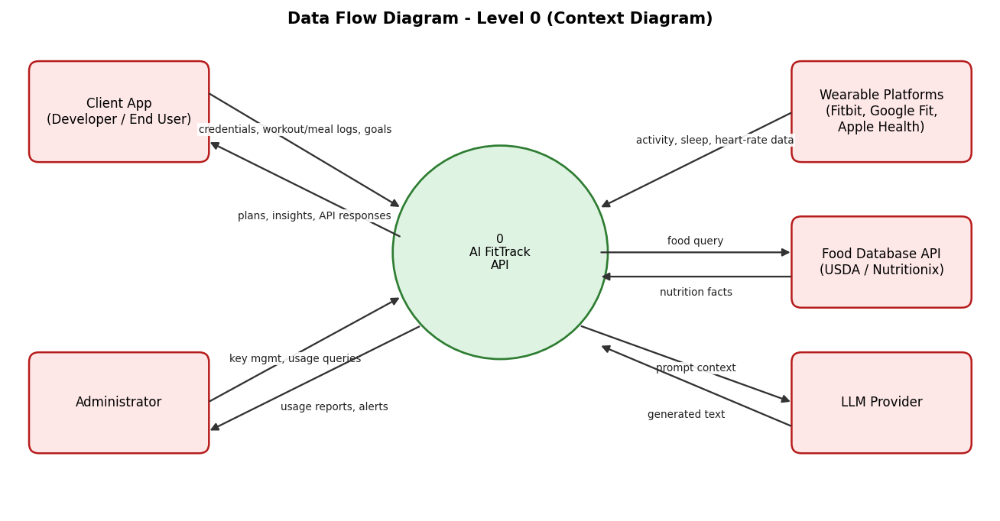 Data Flow Diagram - Level 0 (Context Diagram)
Client App
(Developer / End User)
Wearable Platforms
(Fitbit, Google Fit,
Apple Health)
credentials, workout/meal logs, goals
activity, sleep, heart-rate data
plans, insights, API responses
0
AI FitTrack
API
food query
nutrition facts
Food Database API
(USDA / Nutritionix)
key mgmt, usage queries
usage reports, alerts
prompt context
generated text
Administrator
LLM Provider